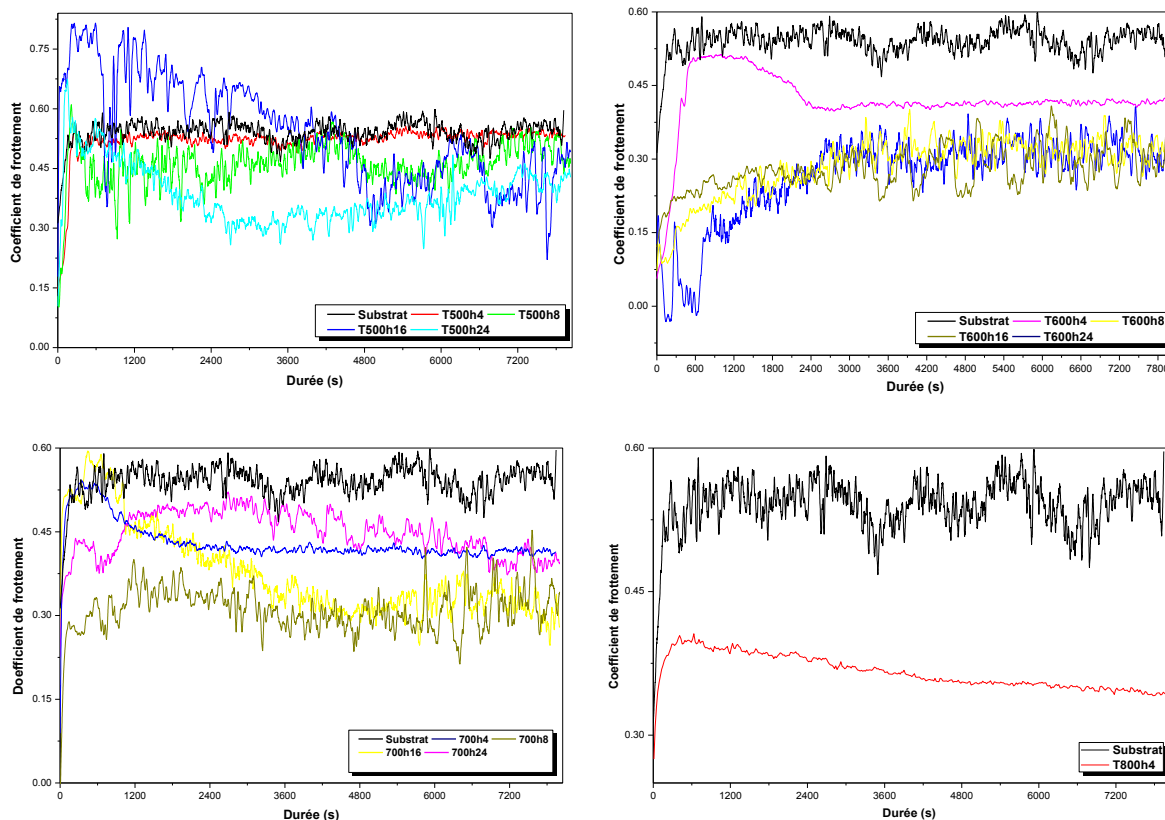 0.75
0.60
0.45
0.30
0.15
0.00
Coefficient de frottement
0 1200 2400 3600 4800 6000 7200
Durée (s)
Substrat T500h4 T500h8
T500h16 T500h24
0.60
0.45
0.30
0.15
0.00
Coefficient de frottement
0 600 1200 1800 2400 3000 3600 4200 4800 5400 6000 6600 7200 7800
Durée (s)
Substrat T600h4 T600h8
T600h16 T600h24
0.60
0.45
0.30
0.15
0.00
Doefficient de frottement
0 1200 2400 3600 4800 6000 7200
Durée (s)
Substrat 700h4 700h8
700h16 700h24
0.60
0.45
0.30
Coefficient de frottement
0 1200 2400 3600 4800 6000 7200
Durée (s)
Substrat
T800h4